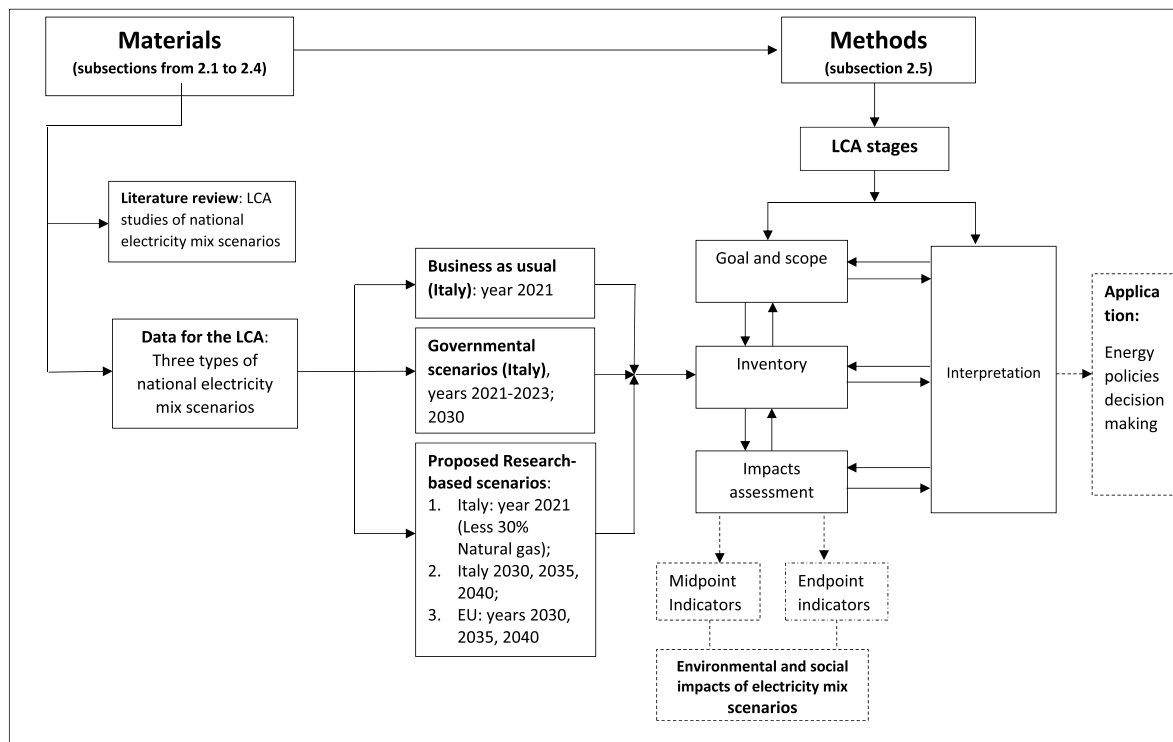 Materials
(subsections from 2.1 to 2.4)
Methods
(subsection 2.5)
LCA stages
Literature review: LCA
studies of national
electricity mix scenarios
Data for the LCA:
Three types of
national electricity
mix scenarios
Business as usual
(Italy): year 2021
Governmental
scenarios (Italy),
years 2021-2023;
2030
Proposed Research-
based scenarios:
1. Italy: year 2021
(Less 30%
Natural gas);
2. Italy 2030, 2035,
2040;
3. EU: years 2030,
2035, 2040
Goal and scope
Inventory
Impacts
assessment
Interpretation
Applica
tion:
Energy
policies
decision
making
Midpoint
Indicators
Endpoint
indicators
Environmental and social
impacts of electricity mix
scenarios